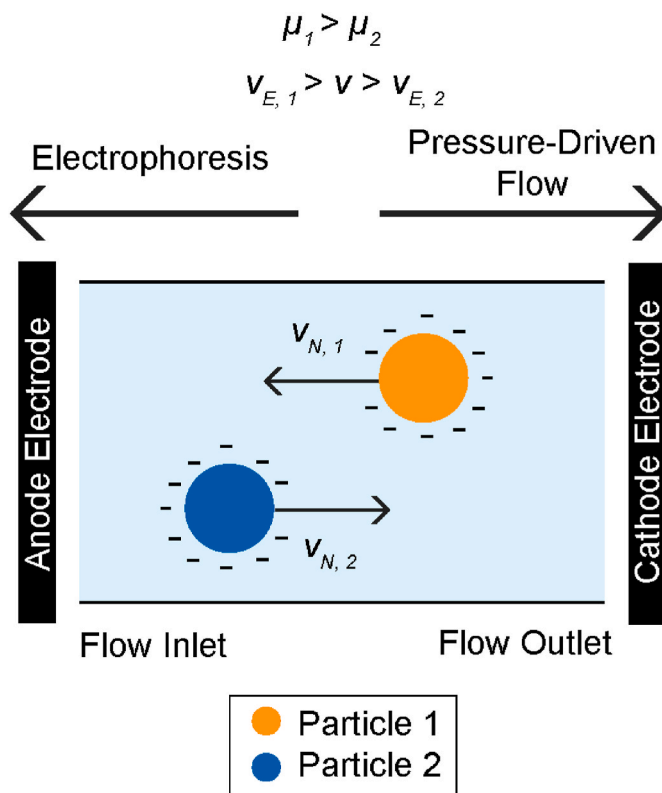 μ1 > μ2
vE, 1 > v > vE, 2
Electrophoresis
Pressure-Driven
Flow
Anode Electrode
Cathode Electrode
vN, 1
vN, 2
Flow Inlet
Flow Outlet
Particle 1
Particle 2